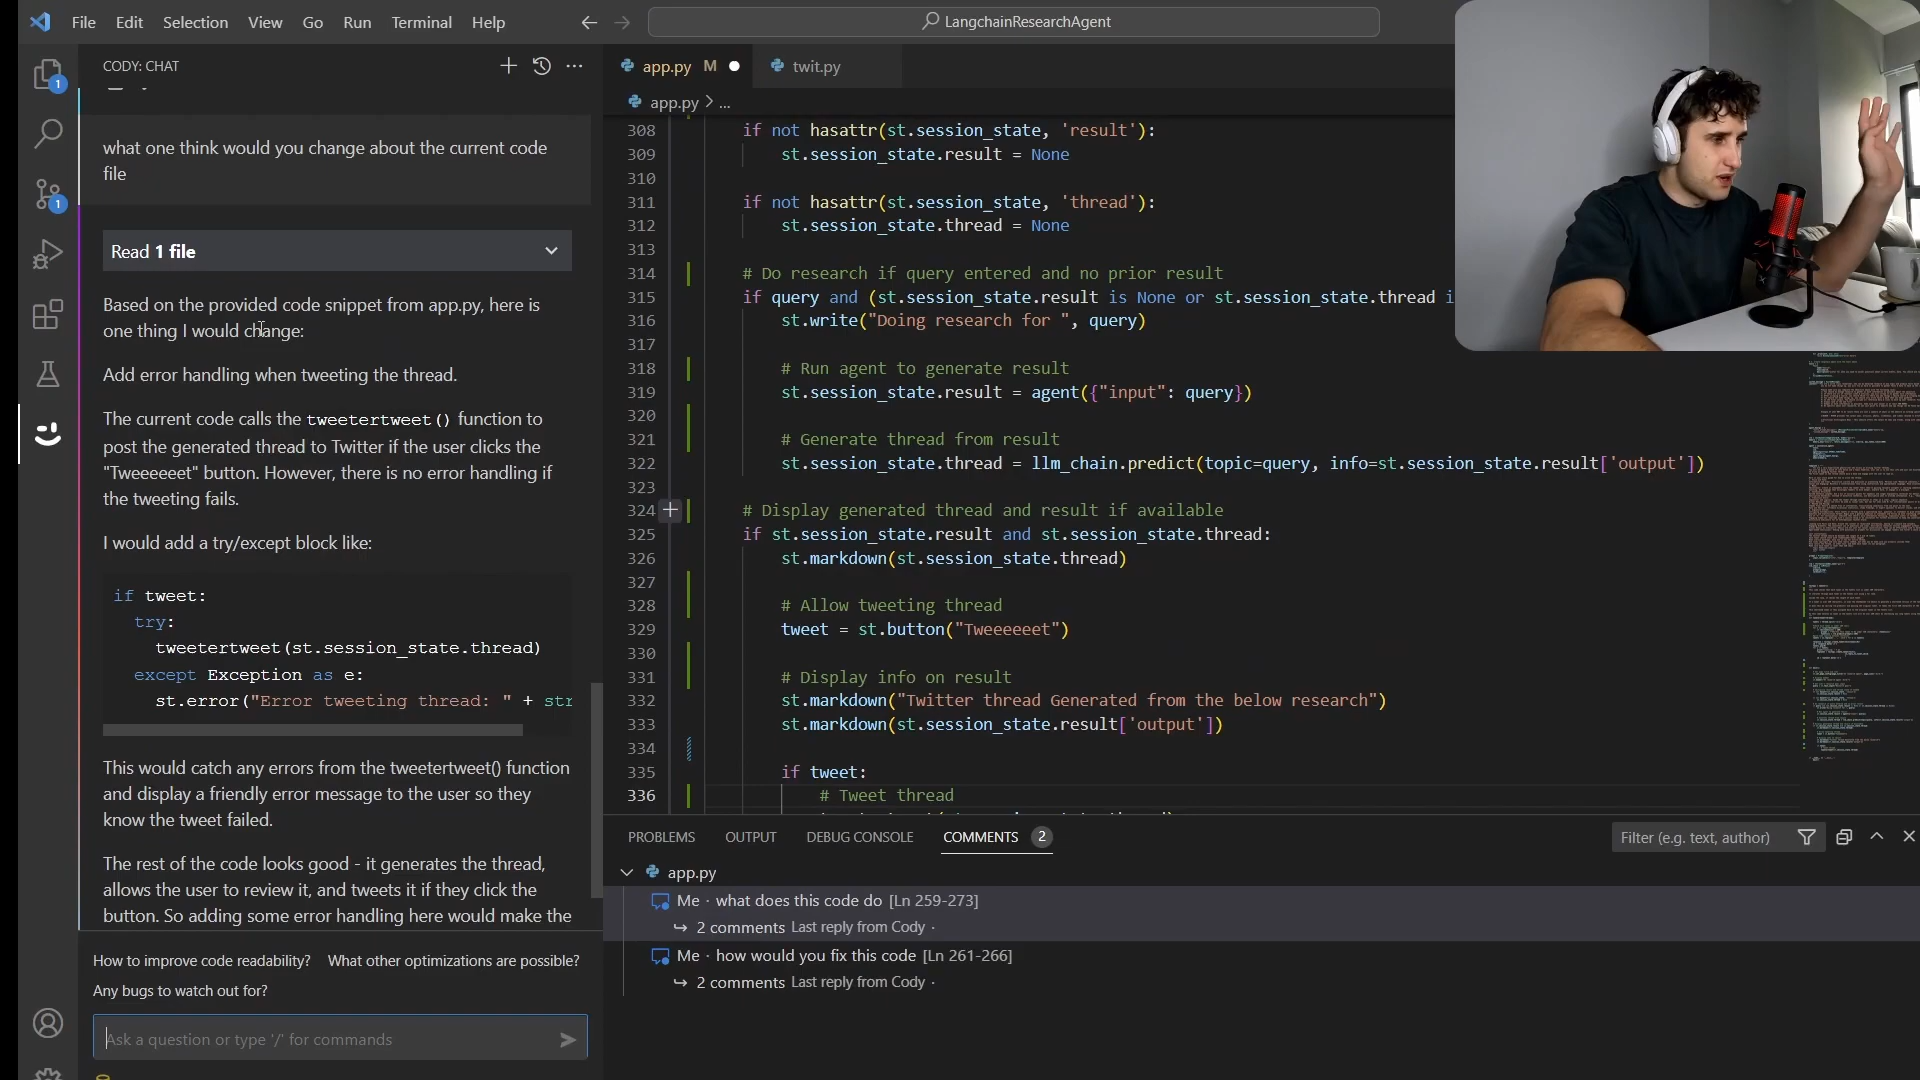 File Edit Selection View Go Run Terminal Help
LangchainResearchAgent
CODY: CHAT
what one think would you change about the current code
file
Read 1 file
Based on the provided code snippet from app.py, here is
one thing I would change:
Add error handling when tweeting the thread.
The current code calls the tweetertweet() function to
post the generated thread to Twitter if the user clicks the
"Tweeeeeet" button. However, there is no error handling if
the tweeting fails.
I would add a try/except block like:
if tweet:
try:
tweetertweet(st.session_state.thread)
except Exception as e:
st.error("Error tweeting thread: " + str
This would catch any errors from the tweetertweet() function
and display a friendly error message to the user so they
know the tweet failed.
The rest of the code looks good - it generates the thread,
allows the user to review it, and tweets it if they click the
button. So adding some error handling here would make the
How to improve code readability? What other optimizations are possible?
Any bugs to watch out for?
Ask a question or type '/' for commands
1
1
app.py M
twit.py
app.py > ...
308 if not hasattr(st.session_state, 'result'):
309 st.session_state.result = None
310
311 if not hasattr(st.session_state, 'thread'):
312 st.session_state.thread = None
313
314 # Do research if query entered and no prior result
315 if query and (st.session_state.result is None or st.session_state.thread i
316 st.write("Doing research for ", query)
317
318 # Run agent to generate result
319 st.session_state.result = agent({"input": query})
320
321 # Generate thread from result
322 st.session_state.thread = llm_chain.predict(topic=query, info=st.session_state.result['output'])
323
324 # Display generated thread and result if available
325 if st.session_state.result and st.session_state.thread:
326 st.markdown(st.session_state.thread)
327
328 # Allow tweeting thread
329 tweet = st.button("Tweeeeeet")
330
331 # Display info on result
332 st.markdown("Twitter thread Generated from the below research")
333 st.markdown(st.session_state.result['output'])
334
335 if tweet:
336 # Tweet thread
PROBLEMS OUTPUT DEBUG CONSOLE COMMENTS 2
Filter (e.g. text, author)
app.py
Me · what does this code do [Ln 259-273]
2 comments Last reply from Cody ·
Me · how would you fix this code [Ln 261-266]
2 comments Last reply from Cody ·